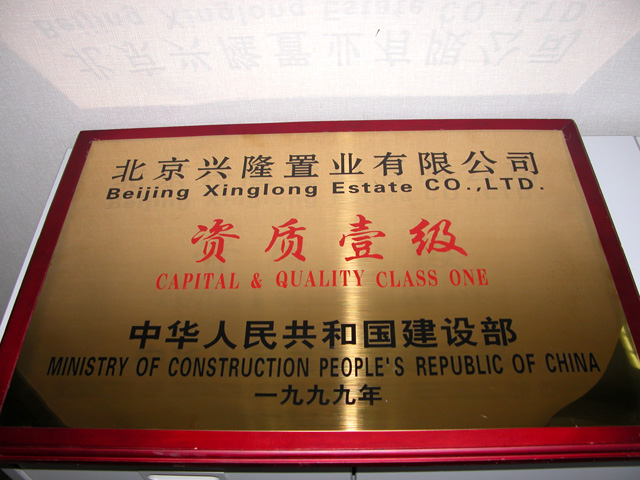 北京兴隆置业有限公司
Beijing Xinglong Estate CO.,LTD.
资质壹级
CAPITAL & QUALITY CLASS ONE
中华人民共和国建设部
MINISTRY OF CONSTRUCTION PEOPLE'S REPUBLIC OF CHINA
一九九九年